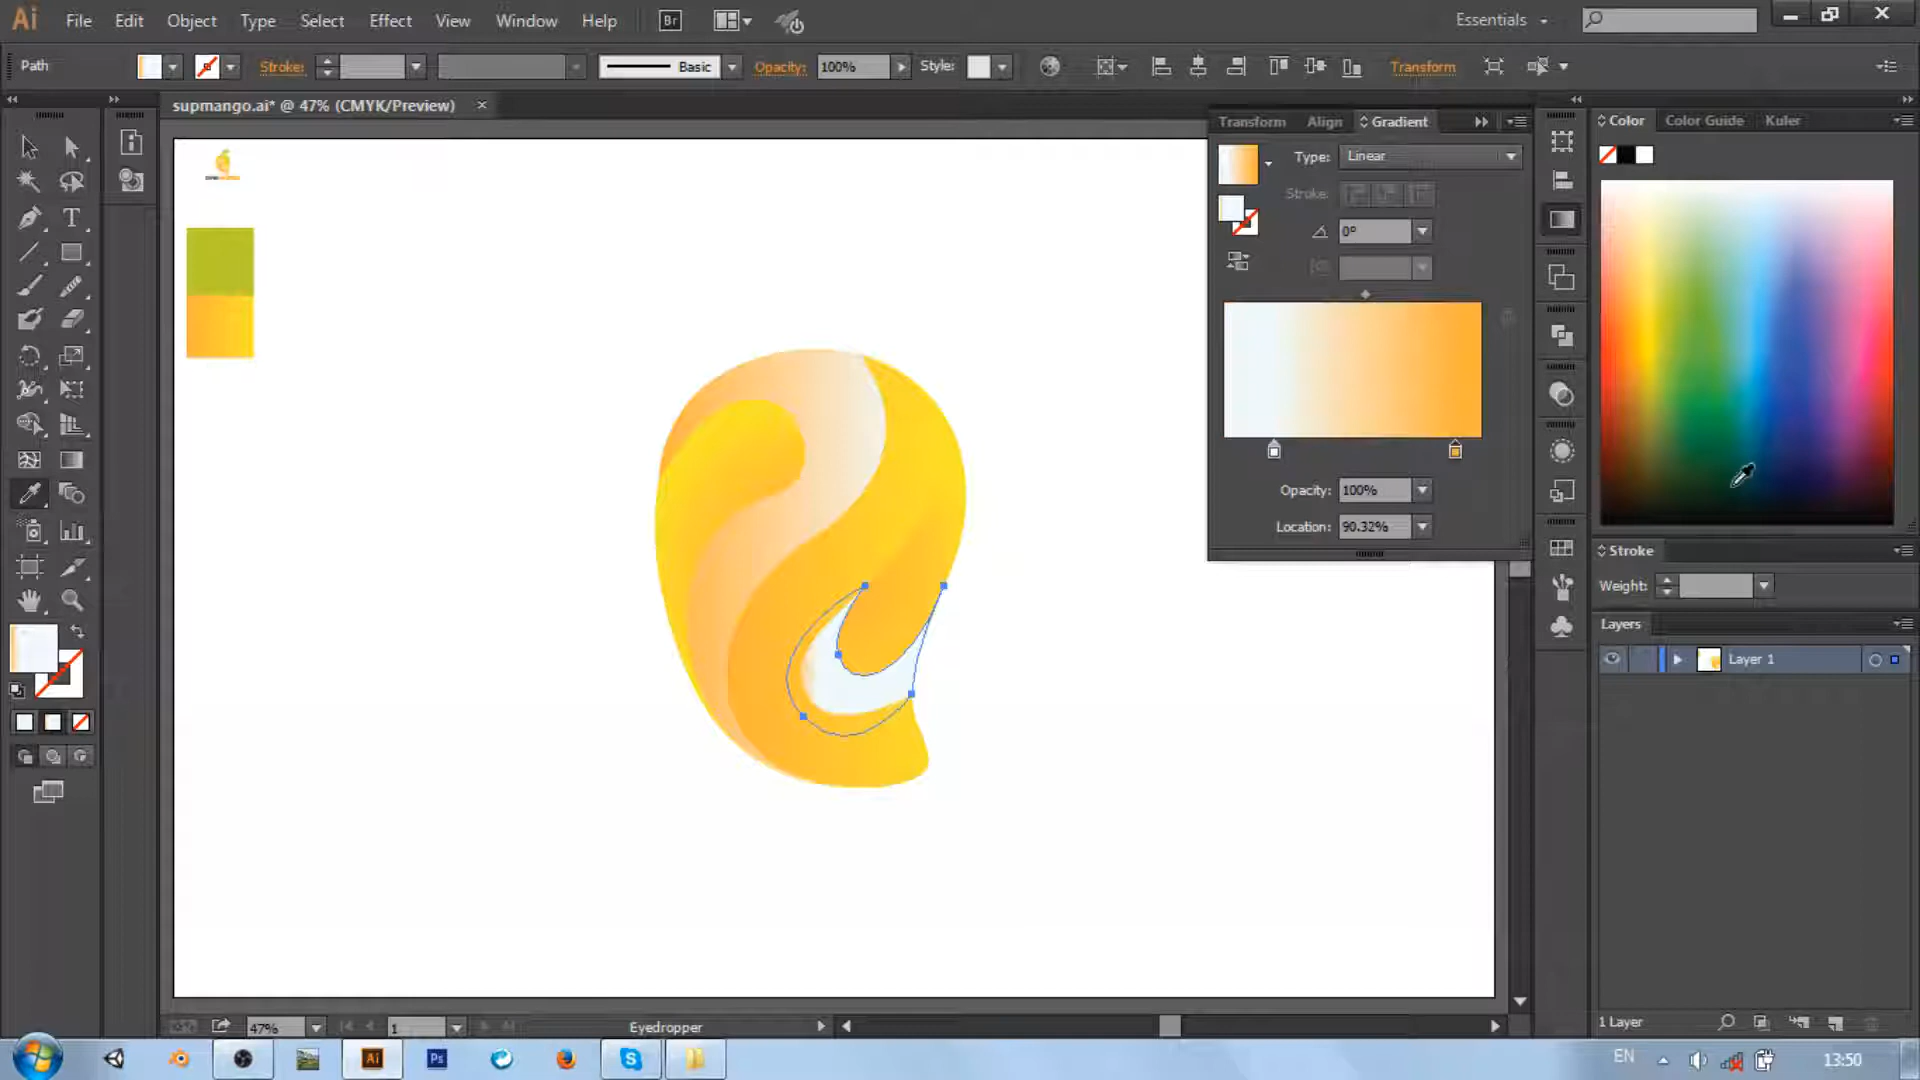 Ai File Edit Object Type Select Effect View Window Help Br Essentials
Path Stroke: Basic Opacity: 100% Style: Transform
supmango.ai* @ 47% (CMYK/Preview)
Transform Align Gradient
Type: Linear
Stroke:
0°
Opacity: 100%
Location: 90.32%
Color Color Guide Kuler
Stroke
Weight:
Layers
Layer 1
1 Layer
47% 1 Eyedropper
Ai Ps EN 13:50